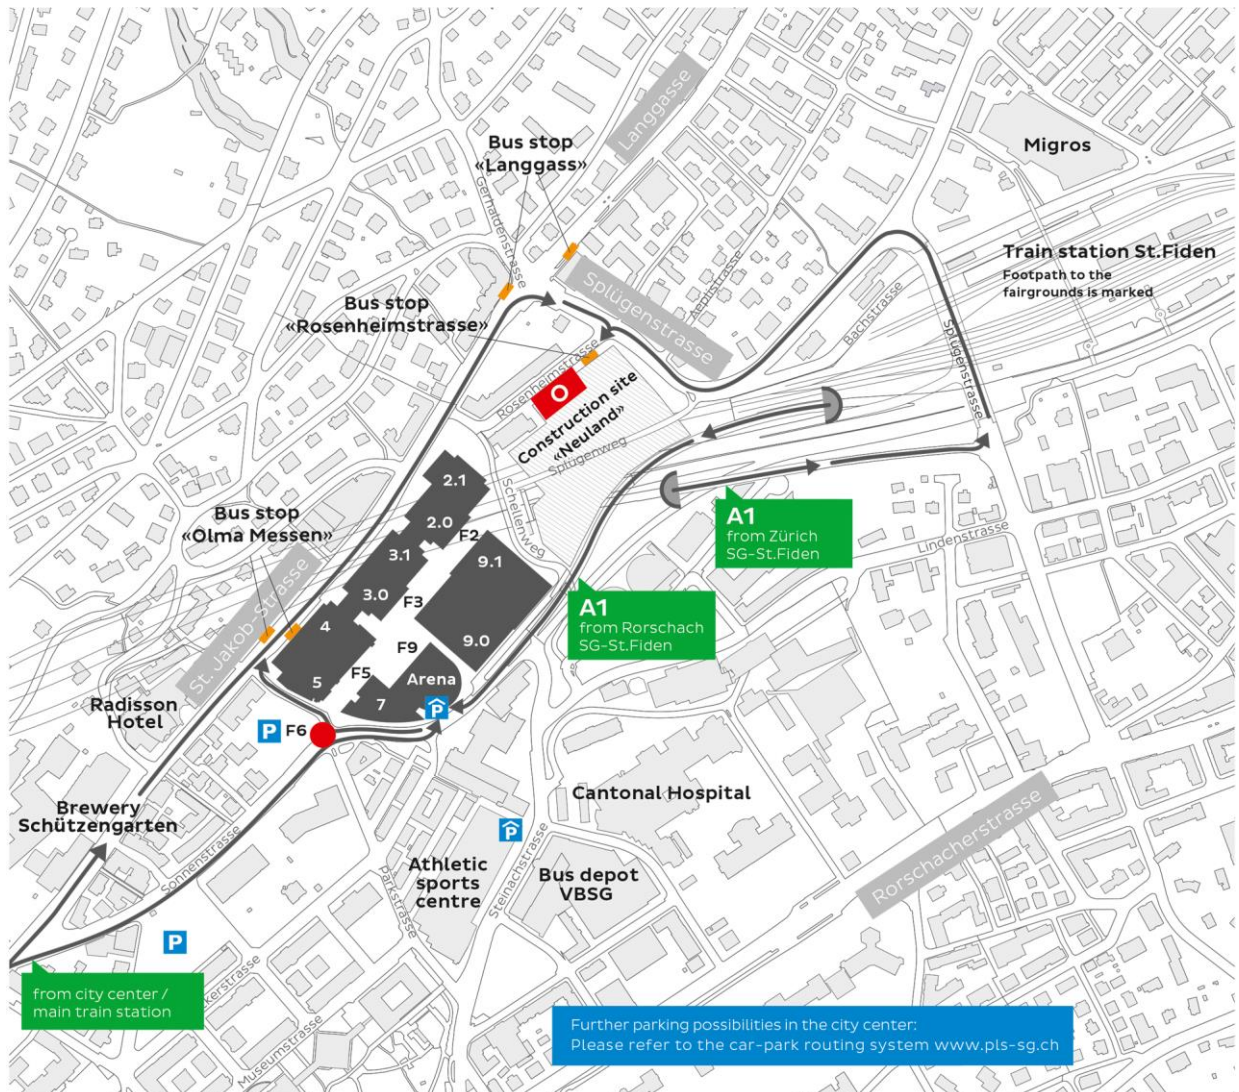 Langgasse
Bus stop
«Langgass»
Migros
Gerhaldenstrasse
Train station St.Fiden
Footpath to the
fairgrounds is marked
Splügenstrasse
Aeplistrasse
Bachstrasse
Splügenstrasse
Bus stop
«Rosenheimstrasse»
Rosenheimstrasse
O
Construction site
«Neuland»
Splügenweg
2.1
2.0
F2
Schellenweg
A1
from Zürich
SG-St.Fiden
Lindenstrasse
Bus stop
«Olma Messen»
3.1
9.1
3.0
F3
A1
from Rorschach
SG-St.Fiden
St. Jakob-Strasse
4
9.0
F9
F5
Arena
5
7
P
Radisson
Hotel
P
F6
Brewery
Schützengarten
Cantonal Hospital
Rorschacherstrasse
P
Sonnenstrasse
Athletic
sports
centre
Parkstrasse
Steinachstrasse
Bus depot
VBSG
P
from city center /
main train station
Museumstrasse
Further parking possibilities in the city center:
Please refer to the car-park routing system www.pls-sg.ch